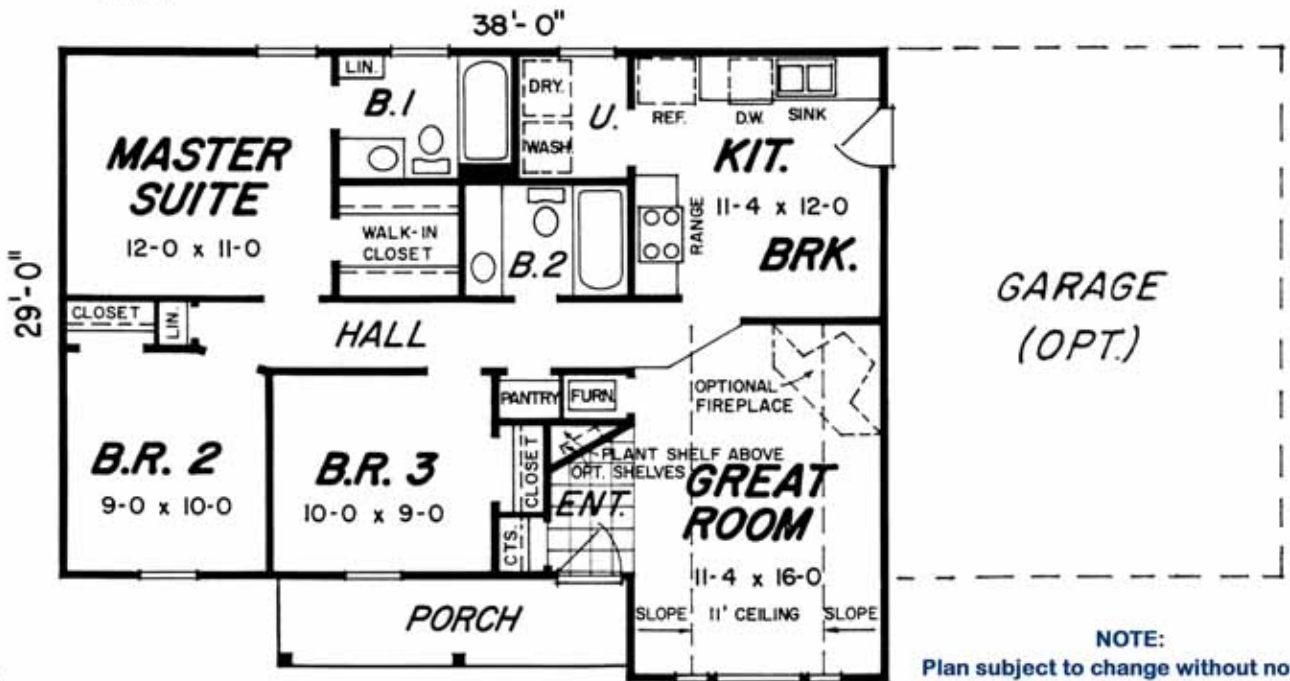 38'-0"
LIN.
B.1
DRY.
WASH
U.
REF.
D.W.
SINK
MASTER
SUITE
12-0 x 11-0
KIT.
11-4 x 12-0
RANGE
BRK.
WALK-IN
CLOSET
B.2
29'-0"
CLOSET
LIN.
HALL
GARAGE
(OPT.)
PANTRY
FURN.
OPTIONAL
FIREPLACE
PLANT SHELF ABOVE
OPT. SHELVES
B.R. 2
9-0 x 10-0
B.R. 3
10-0 x 9-0
CLOSET
CTS.
ENT.
GREAT
ROOM
11-4 x 16-0
SLOPE
11' CEILING
SLOPE
PORCH
NOTE:
Plan subject to change without no